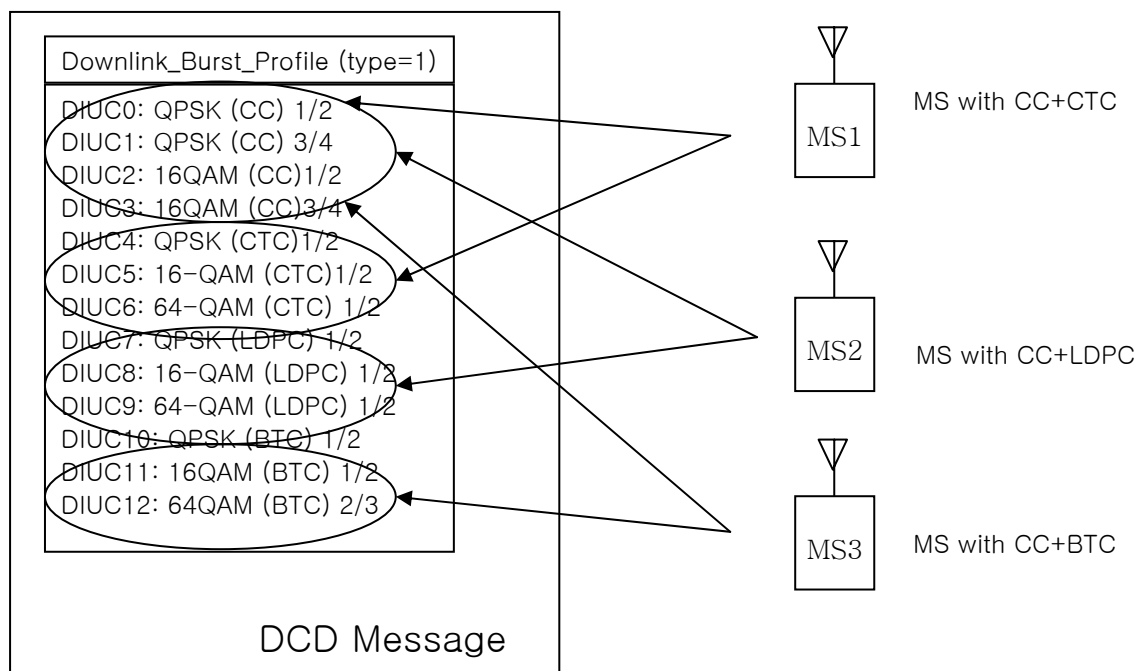 Downlink_Burst_Profile (type=1)
DIUC0: QPSK (CC) 1/2
DIUC1: QPSK (CC) 3/4
DIUC2: 16QAM (CC)1/2
DIUC3: 16QAM (CC)3/4
DIUC4: QPSK (CTC)1/2
DIUC5: 16-QAM (CTC)1/2
DIUC6: 64-QAM (CTC) 1/2
DIUC7: QPSK (LDPC) 1/2
DIUC8: 16-QAM (LDPC) 1/2
DIUC9: 64-QAM (LDPC) 1/2
DIUC10: QPSK (BTC) 1/2
DIUC11: 16QAM (BTC) 1/2
DIUC12: 64QAM (BTC) 2/3
DCD Message
MS1
MS with CC+CTC
MS2
MS with CC+LDPC
MS3
MS with CC+BTC